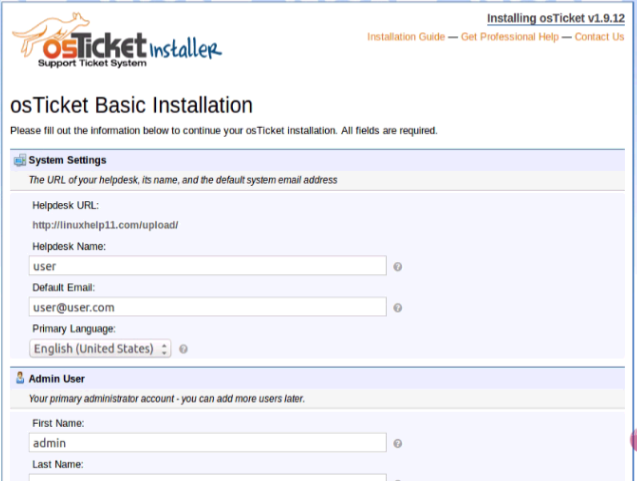 osTicket Installer
Support Ticket System
Installing osTicket v1.9.12
Installation Guide — Get Professional Help — Contact Us
osTicket Basic Installation
Please fill out the information below to continue your osTicket installation. All fields are required.
System Settings
The URL of your helpdesk, its name, and the default system email address
Helpdesk URL:
http://linuxhelp11.com/upload/
Helpdesk Name:
user
Default Email:
user@user.com
Primary Language:
English (United States)
Admin User
Your primary administrator account - you can add more users later.
First Name:
admin
Last Name: